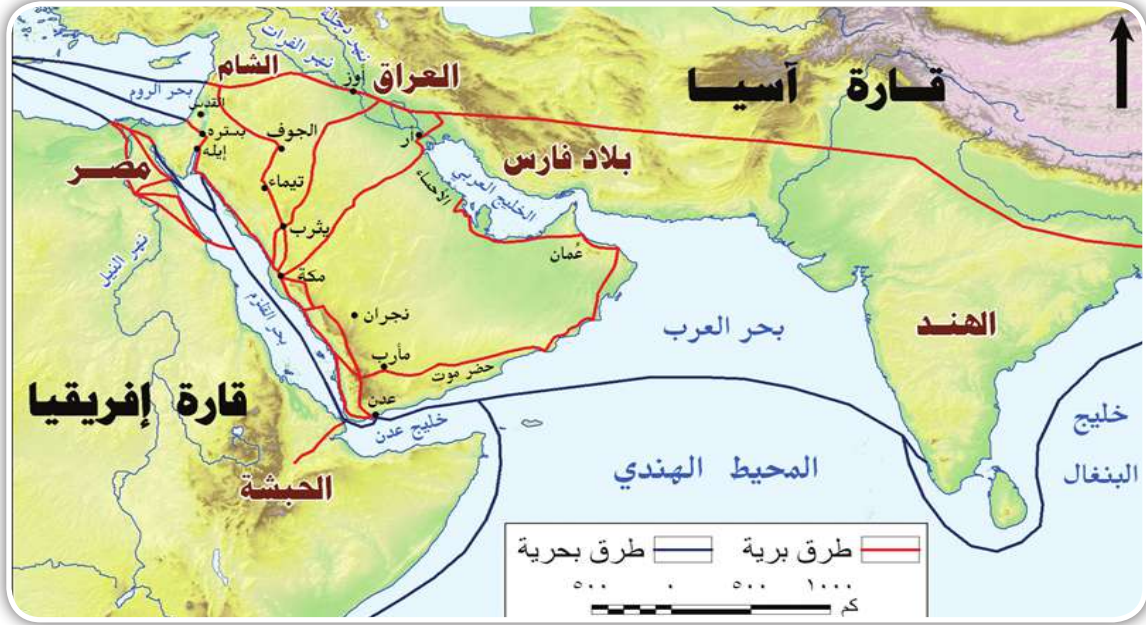 قارة آسيا
نهر دجلة
نهر الفرات
الشام
العراق
أوز
بحر الروم
القدس
بستره
إيله
الجوف
أر
مصر
بلاد فارس
تيماء
الأحساء
الخليج العربي
يثرب
نهر النيل
عُمان
مكة
بحر القلزم
نجران
بحر العرب
الهند
مأرب
حضر موت
قارة إفريقيا
عدن
خليج عدن
خليج
البنغال
المحيط الهندي
الحبشة
طرق برية
طرق بحرية
٥٠٠ ٠ ٥٠٠ ١٠٠٠
كم